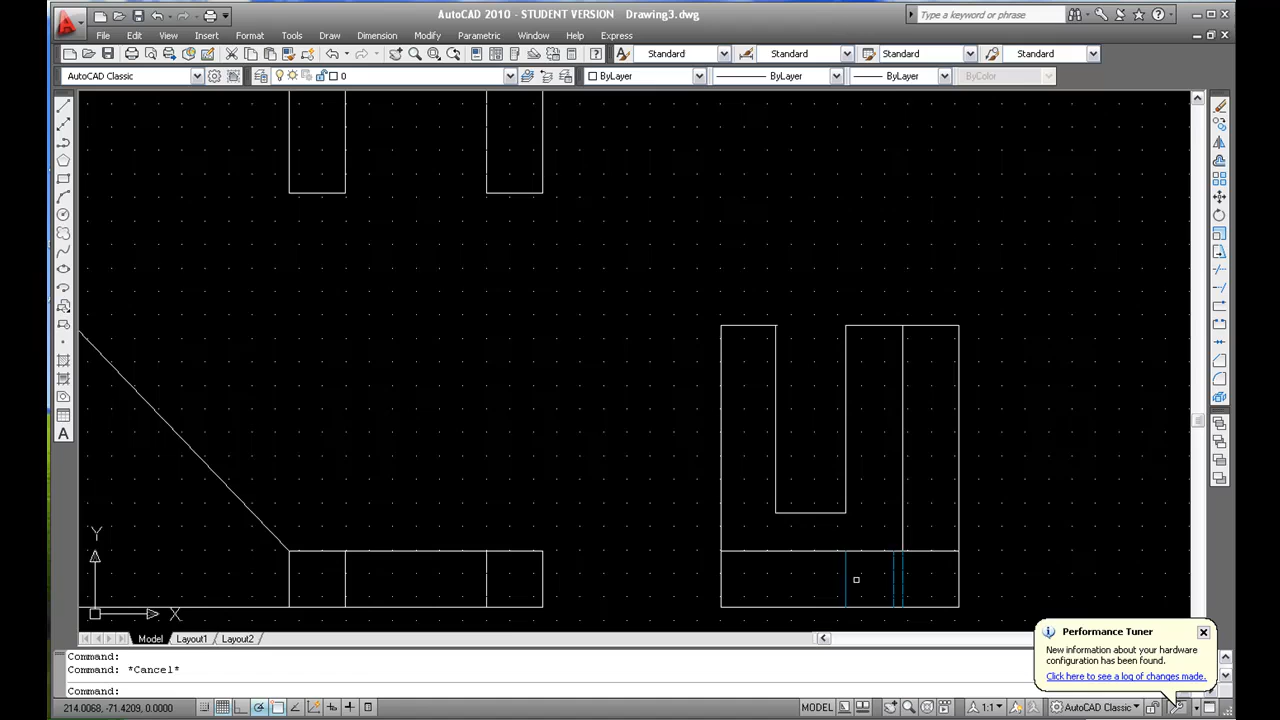 AutoCAD 2010 - STUDENT VERSION Drawing3.dwg
Type a keyword or phrase
File Edit View Insert Format Tools Draw Dimension Modify Parametric Window Help Express
Standard Standard Standard Standard
AutoCAD Classic 0 ByLayer ByLayer ByLayer ByColor
A
Y
X
Model Layout1 Layout2
Performance Tuner
New information about your hardware
configuration has been found.
Click here to see a log of changes made.
Command:
Command: *Cancel*
Command:
214.0068, -71.4209, 0.0000 MODEL 1:1 AutoCAD Classic